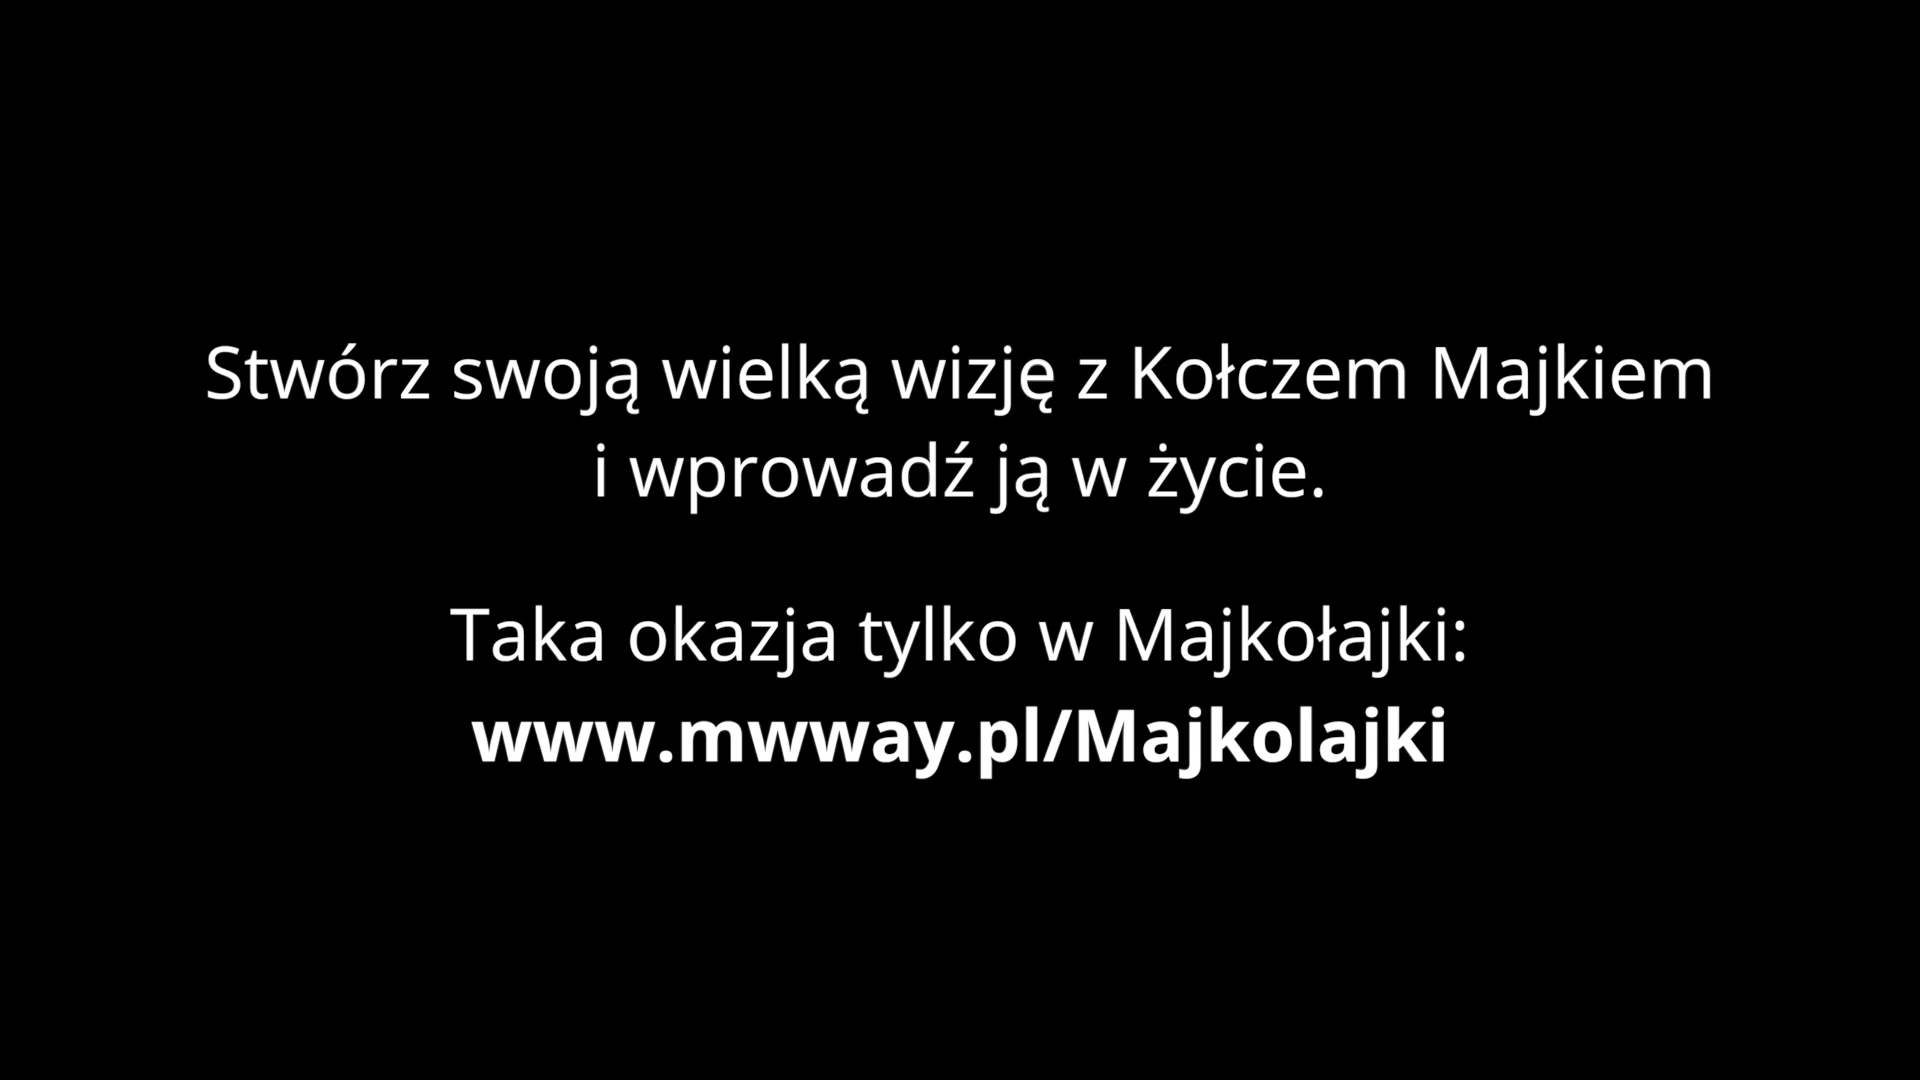 Stwórz swoją wielką wizję z Kołczem Majkiem
i wprowadź ją w życie.
Taka okazja tylko w Majkołajki:
www.mwway.pl/Majkolajki